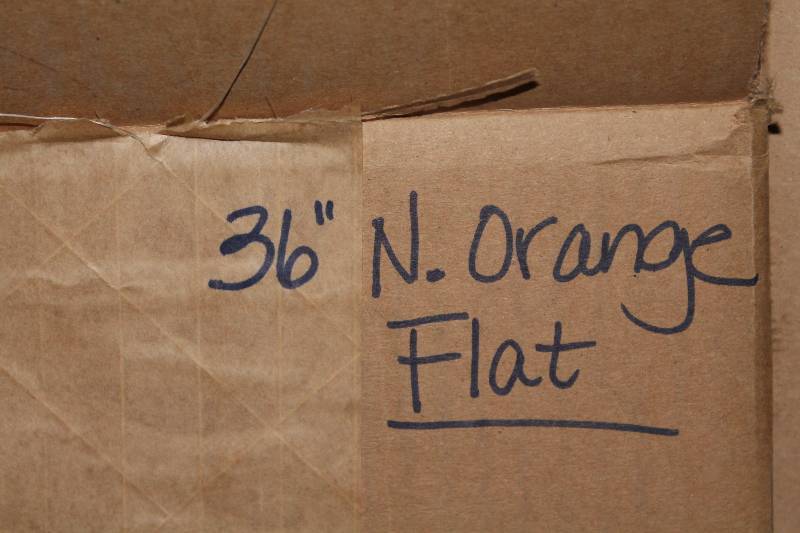 36" N. Orange
Flat